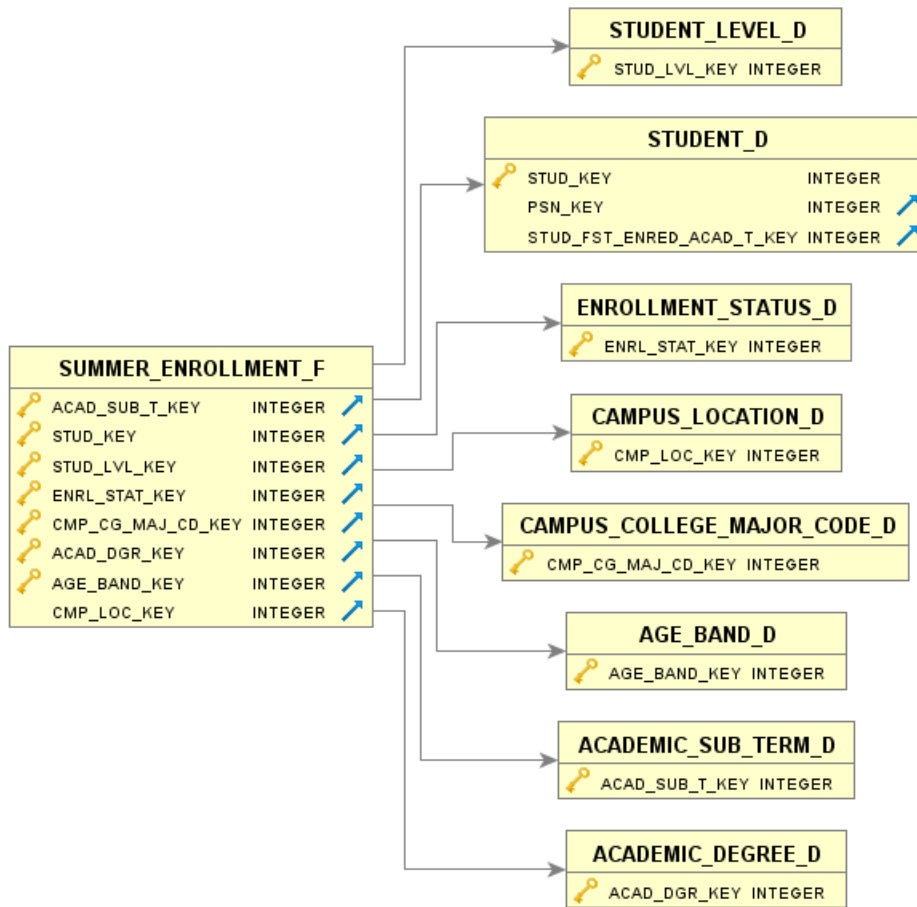 STUDENT_LEVEL_D
STUD_LVL_KEY INTEGER
STUDENT_D
STUD_KEY INTEGER
PSN_KEY INTEGER
STUD_FST_ENRED_ACAD_T_KEY INTEGER
ENROLLMENT_STATUS_D
ENRL_STAT_KEY INTEGER
SUMMER_ENROLLMENT_F
ACAD_SUB_T_KEY INTEGER
STUD_KEY INTEGER
STUD_LVL_KEY INTEGER
ENRL_STAT_KEY INTEGER
CMP_CG_MAJ_CD_KEY INTEGER
ACAD_DGR_KEY INTEGER
AGE_BAND_KEY INTEGER
CMP_LOC_KEY INTEGER
CAMPUS_LOCATION_D
CMP_LOC_KEY INTEGER
CAMPUS_COLLEGE_MAJOR_CODE_D
CMP_CG_MAJ_CD_KEY INTEGER
AGE_BAND_D
AGE_BAND_KEY INTEGER
ACADEMIC_SUB_TERM_D
ACAD_SUB_T_KEY INTEGER
ACADEMIC_DEGREE_D
ACAD_DGR_KEY INTEGER